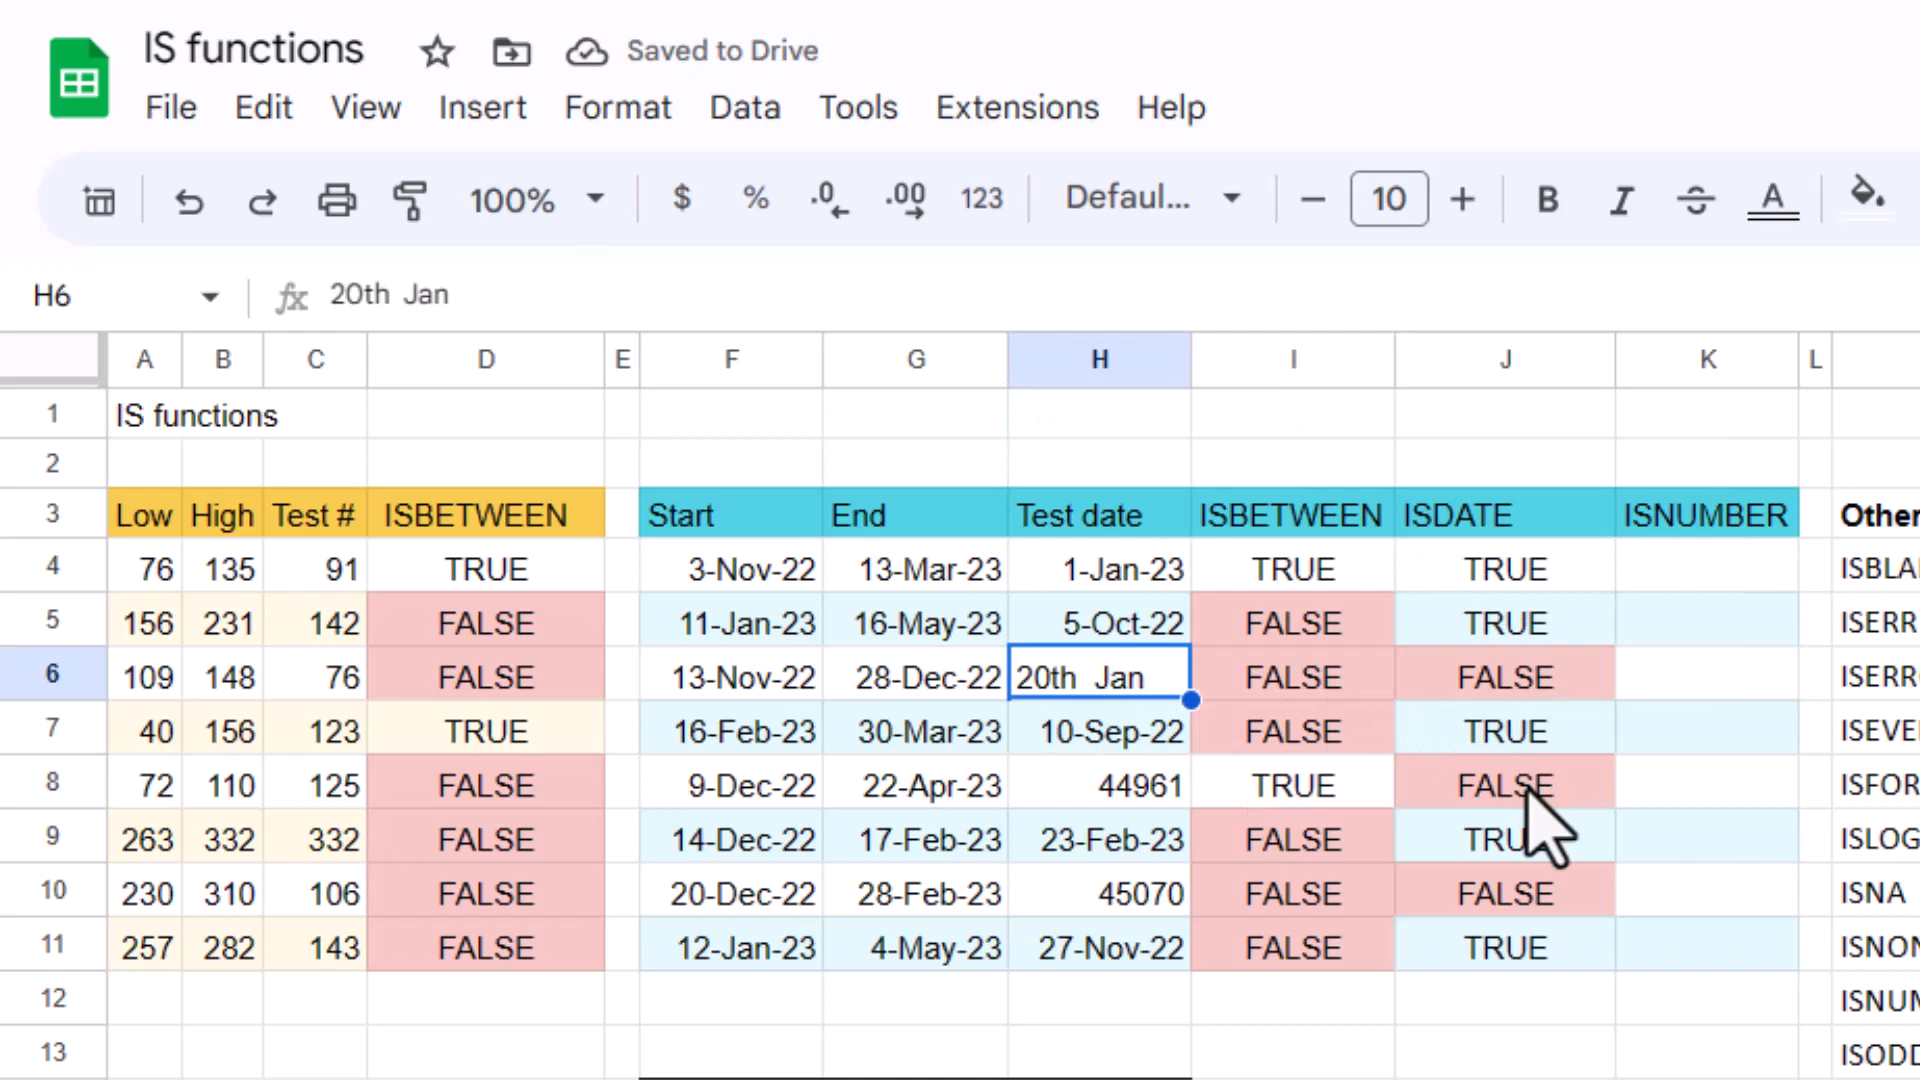 IS functions Saved to Drive
File Edit View Insert Format Data Tools Extensions Help
100% $ % .0 .00 123 Defaul... − 10 + B I S A
H6 fx 20th  Jan
A B C D E F G H I J K L
1 IS functions
2
3 Low High Test # ISBETWEEN Start End Test date ISBETWEEN ISDATE ISNUMBER Other
4 76 135 91 TRUE 3-Nov-22 13-Mar-23 1-Jan-23 TRUE TRUE ISBLA
5 156 231 142 FALSE 11-Jan-23 16-May-23 5-Oct-22 FALSE TRUE ISERR
6 109 148 76 FALSE 13-Nov-22 28-Dec-22 20th  Jan FALSE FALSE ISERR
7 40 156 123 TRUE 16-Feb-23 30-Mar-23 10-Sep-22 FALSE TRUE ISEVE
8 72 110 125 FALSE 9-Dec-22 22-Apr-23 44961 TRUE FALSE ISFOR
9 263 332 332 FALSE 14-Dec-22 17-Feb-23 23-Feb-23 FALSE TRU ISLOG
10 230 310 106 FALSE 20-Dec-22 28-Feb-23 45070 FALSE FALSE ISNA
11 257 282 143 FALSE 12-Jan-23 4-May-23 27-Nov-22 FALSE TRUE ISNON
12 ISNUM
13 ISODD